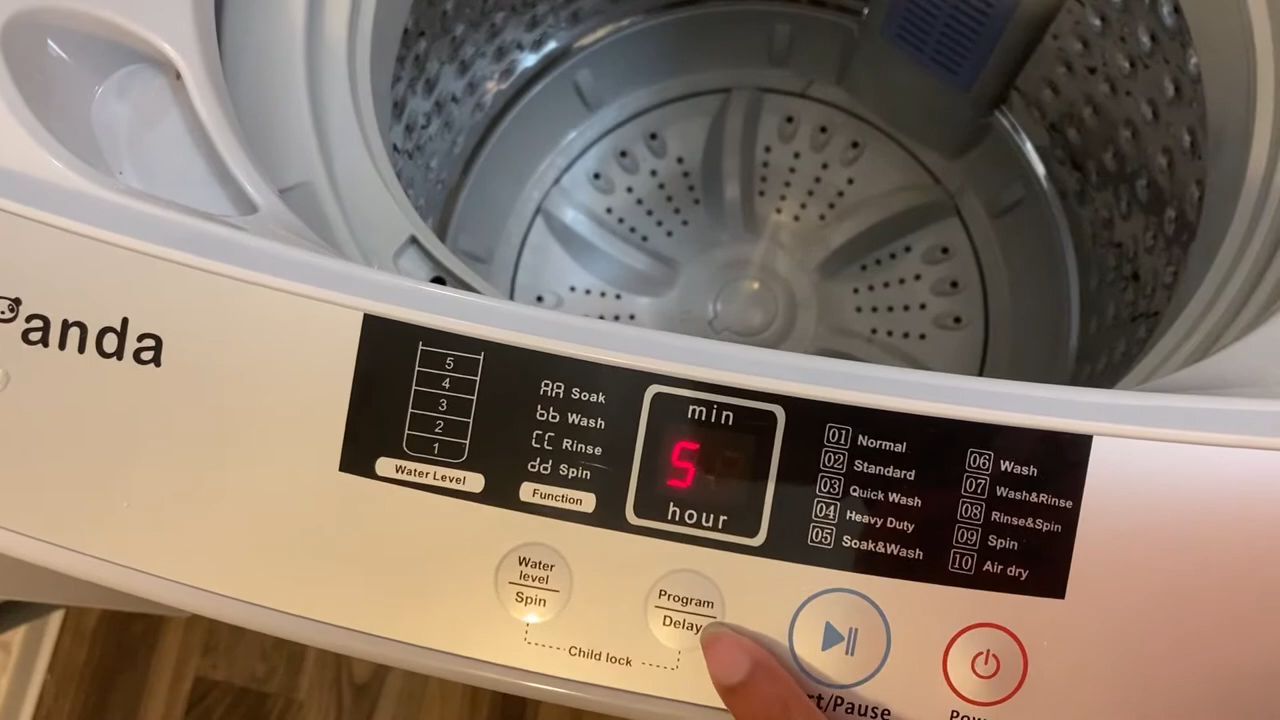 Panda
5
4
3
2
1
Water Level
AA Soak
bb Wash
CC Rinse
dd Spin
Function
min
5
hour
01 Normal
02 Standard
03 Quick Wash
04 Heavy Duty
05 Soak&Wash
06 Wash
07 Wash&Rinse
08 Rinse&Spin
09 Spin
10 Air dry
Water
level
Spin
Program
Delay
Child lock
rt/Pause